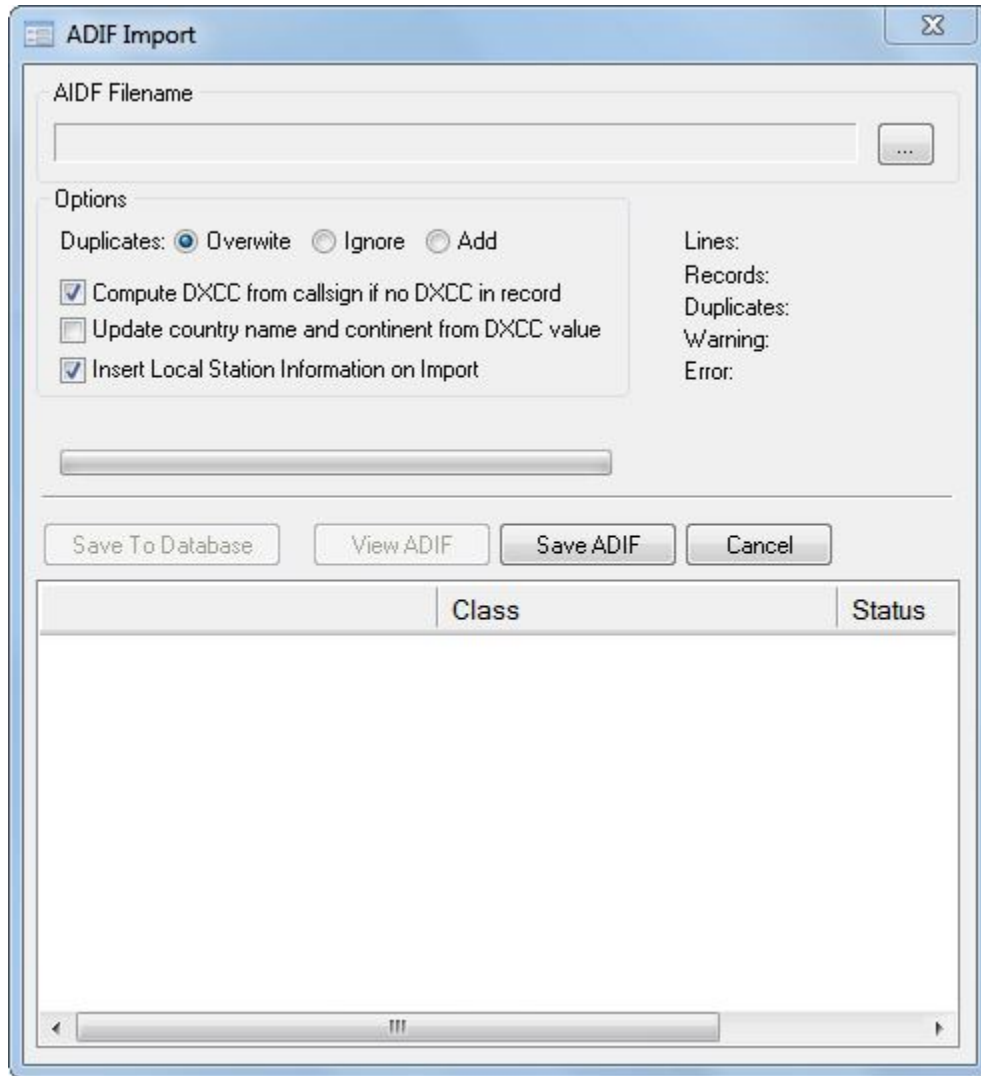 ADIF Import
AIDF Filename
...
Options
Duplicates: Overwite Ignore Add
Compute DXCC from callsign if no DXCC in record
Update country name and continent from DXCC value
Insert Local Station Information on Import
Lines:
Records:
Duplicates:
Warning:
Error:
Save To Database View ADIF Save ADIF Cancel
Class Status